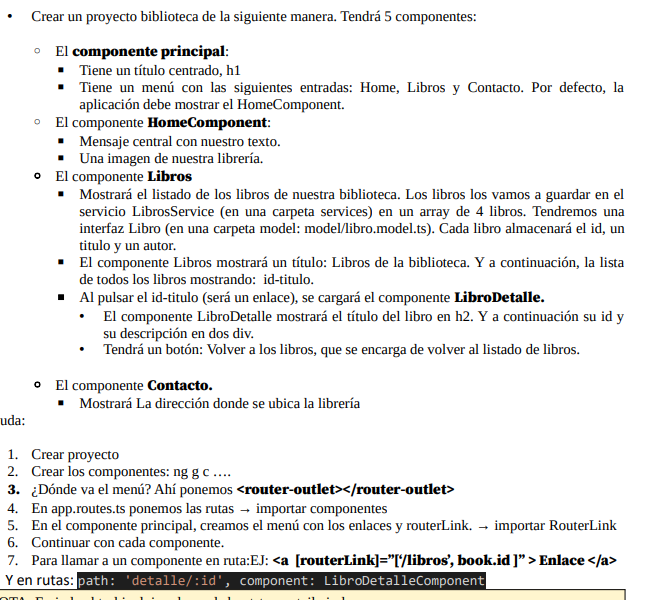 • Crear un proyecto biblioteca de la siguiente manera. Tendrá 5 componentes:
○ El componente principal:
▪ Tiene un título centrado, h1
▪ Tiene un menú con las siguientes entradas: Home, Libros y Contacto. Por defecto, la
aplicación debe mostrar el HomeComponent.
○ El componente HomeComponent:
▪ Mensaje central con nuestro texto.
▪ Una imagen de nuestra librería.
○ El componente Libros
▪ Mostrará el listado de los libros de nuestra biblioteca. Los libros los vamos a guardar en el
servicio LibrosService (en una carpeta services) en un array de 4 libros. Tendremos una
interfaz Libro (en una carpeta model: model/libro.model.ts). Cada libro almacenará el id, un
titulo y un autor.
▪ El componente Libros mostrará un título: Libros de la biblioteca. Y a continuación, la lista
de todos los libros mostrando: id-titulo.
▪ Al pulsar el id-titulo (será un enlace), se cargará el componente LibroDetalle.
• El componente LibroDetalle mostrará el título del libro en h2. Y a continuación su id y
su descripción en dos div.
• Tendrá un botón: Volver a los libros, que se encarga de volver al listado de libros.
○ El componente Contacto.
▪ Mostrará La dirección donde se ubica la librería
uda:
1. Crear proyecto
2. Crear los componentes: ng g c ….
3. ¿Dónde va el menú? Ahí ponemos <router-outlet></router-outlet>
4. En app.routes.ts ponemos las rutas → importar componentes
5. En el componente principal, creamos el menú con los enlaces y routerLink. → importar RouterLink
6. Continuar con cada componente.
7. Para llamar a un componente en ruta:EJ: <a [routerLink]=”[‘/libros’, book.id ]” > Enlace </a>
Y en rutas: path: 'detalle/:id', component: LibroDetalleComponent